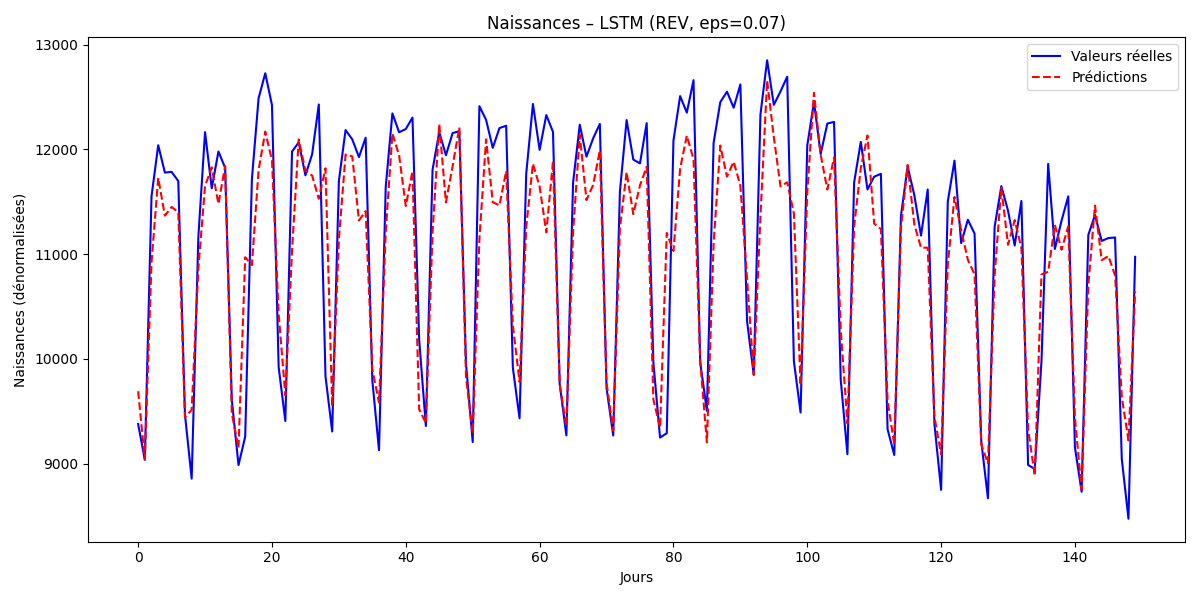 Naissances – LSTM (REV, eps=0.07)
Valeurs réelles
Prédictions
Naissances (dénormalisées)
13000
12000
11000
10000
9000
0 20 40 60 80 100 120 140
Jours